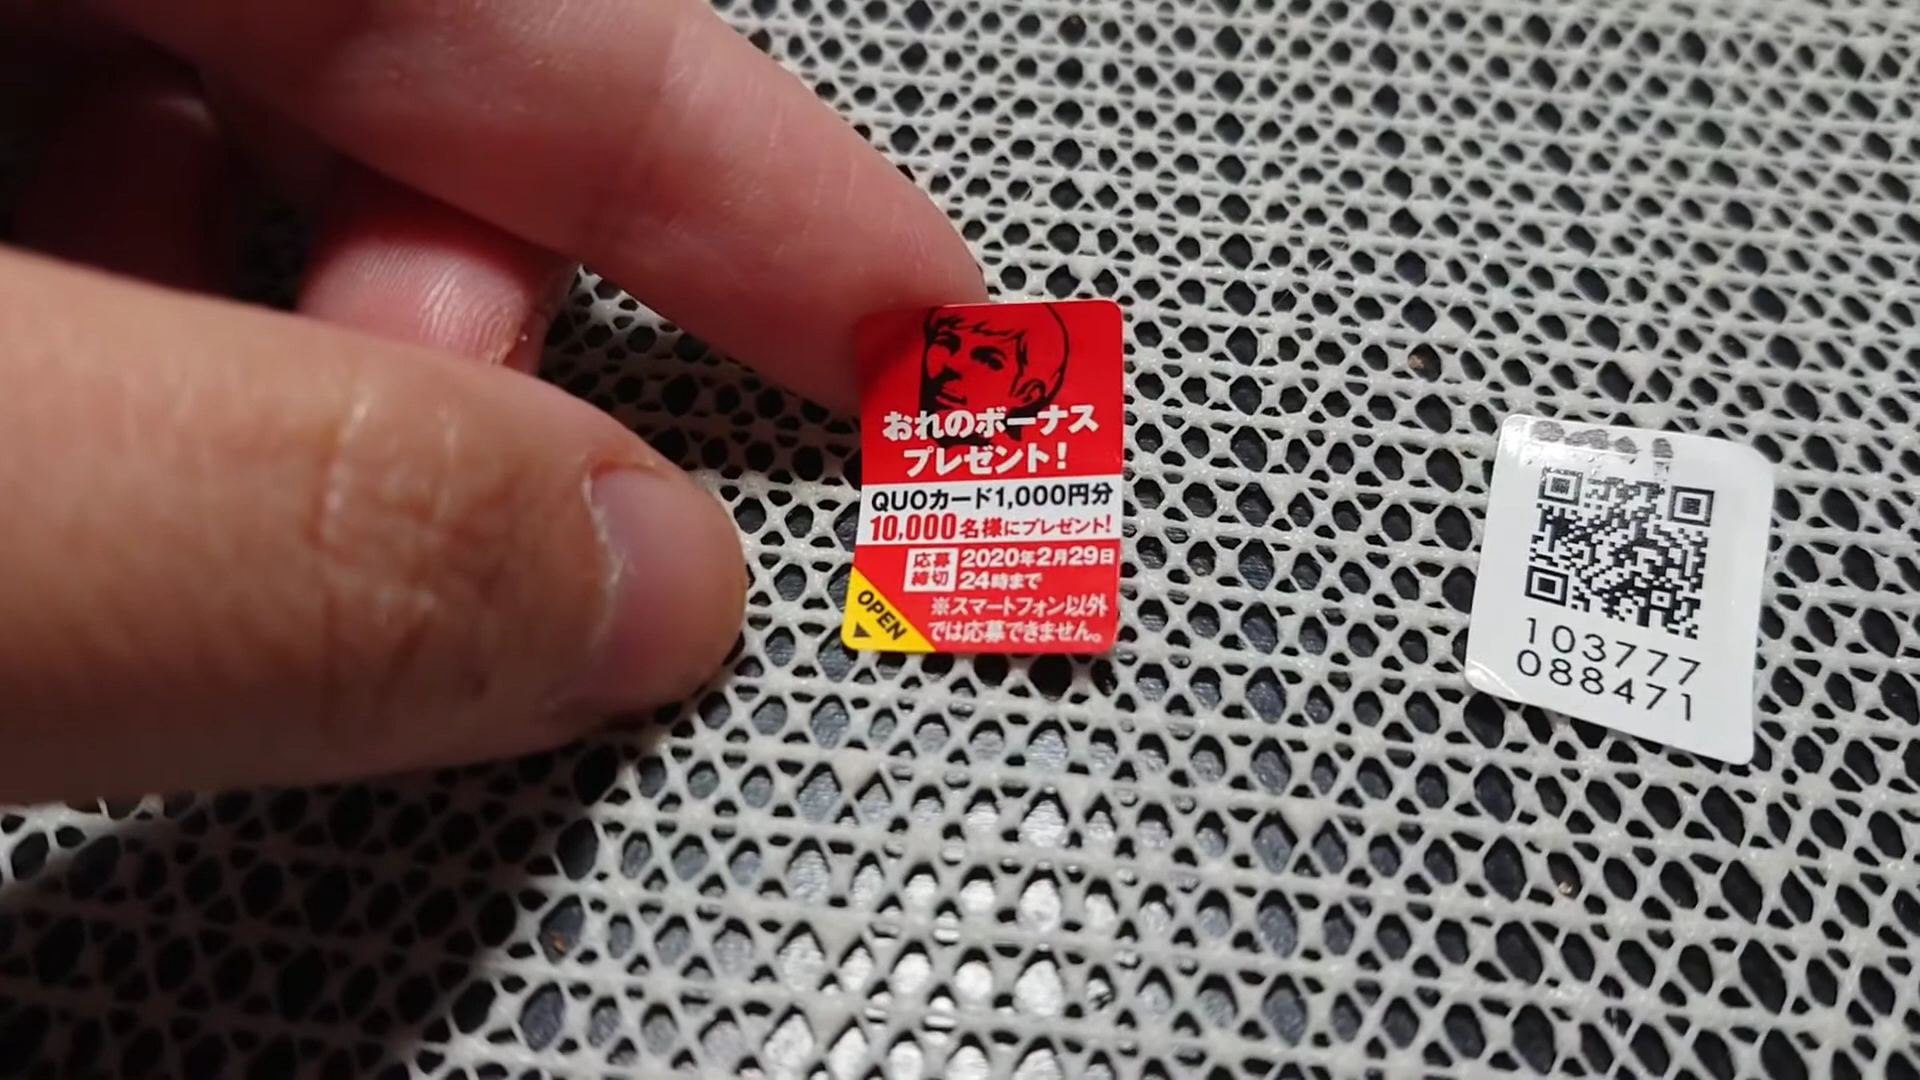 おれのボーナス
プレゼント!
QUOカード1,000円分
10,000名様にプレゼント!
応募
締切
2020年2月29日
24時まで
※スマートフォン以外
では応募できません。
OPEN
103777
088471